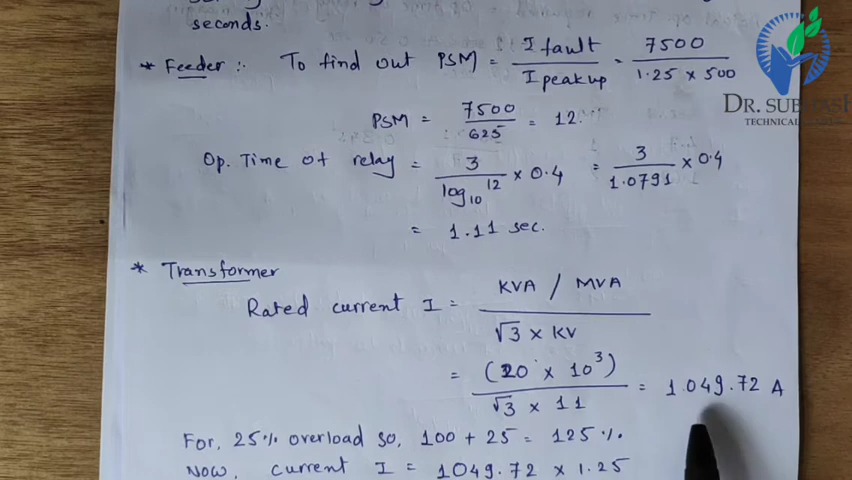 seconds.
* Feeder :- To find out PSM = I fault / I peakup = 7500 / 1.25 × 500
PSM = 7500 / 625 = 12.
Op. Time of relay = 3 / log₁₀ 12 × 0.4 = 3 / 1.0791 × 0.4
= 1.11 sec.
* Transformer
Rated current I = KVA / MVA / √3 × KV
= (20 × 10³) / √3 × 11 = 1049.72 A
For, 25% overload so, 100 + 25 = 125 %.
Now, current I = 1049.72 × 1.25
DR. SUBHASH
TECHNICAL